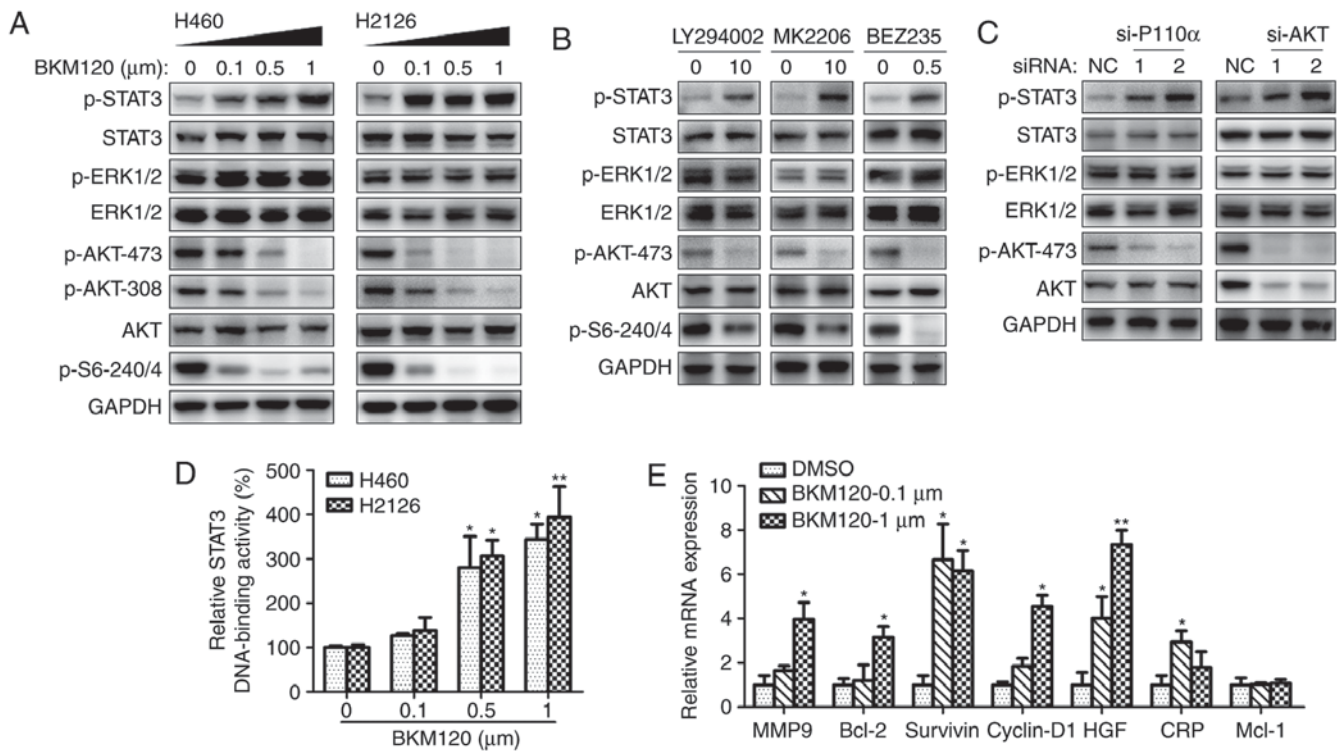 A
H460
H2126
BKM120 (μm): 0 0.1 0.5 1 0 0.1 0.5 1
p-STAT3
STAT3
p-ERK1/2
ERK1/2
p-AKT-473
p-AKT-308
AKT
p-S6-240/4
GAPDH
B
LY294002 MK2206 BEZ235
0 10 0 10 0 0.5
p-STAT3
STAT3
p-ERK1/2
ERK1/2
p-AKT-473
AKT
p-S6-240/4
GAPDH
C
si-P110α si-AKT
siRNA: NC 1 2 NC 1 2
p-STAT3
STAT3
p-ERK1/2
ERK1/2
p-AKT-473
AKT
GAPDH
D
Relative STAT3
DNA-binding activity (%)
500
400
300
200
100
0
H460
H2126
* * * **
0 0.1 0.5 1
BKM120 (μm)
E
Relative mRNA expression
10
8
6
4
2
0
DMSO
BKM120-0.1 μm
BKM120-1 μm
* * * * * * ** *
MMP9 Bcl-2 Survivin Cyclin-D1 HGF CRP Mcl-1